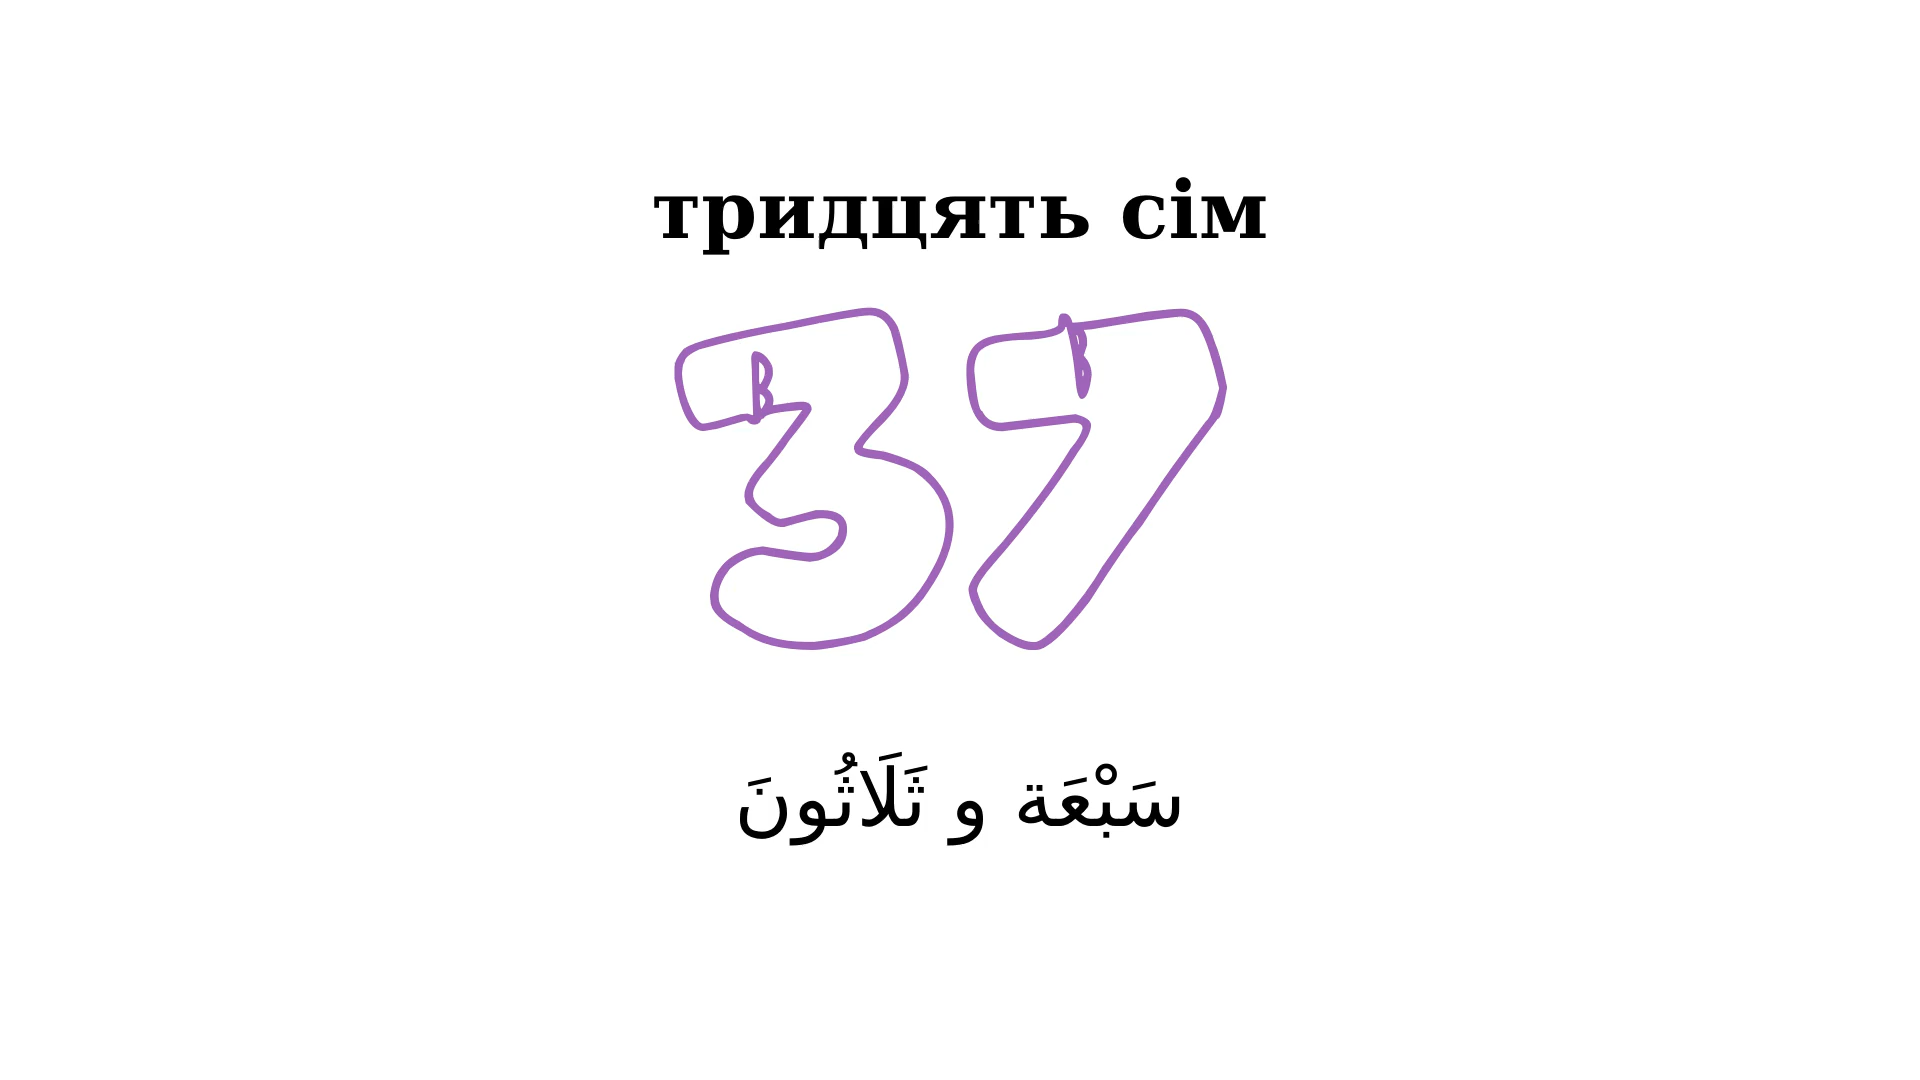 тридцять сім
37
سَبْعَة و ثَلَاثُونَ